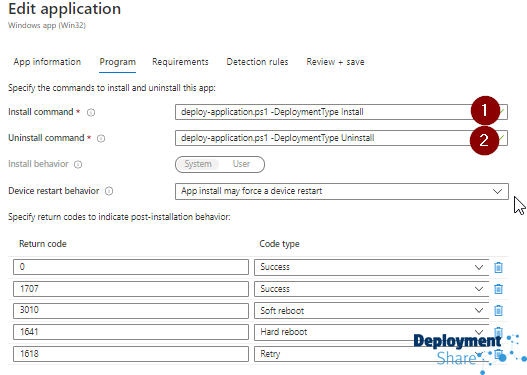 Edit application
Windows app (Win32)
App information Program Requirements Detection rules Review + save
Specify the commands to install and uninstall this app:
Install command * deploy-application.ps1 -DeploymentType Install 1
Uninstall command * deploy-application.ps1 -DeploymentType Uninstall 2
Install behavior System User
Device restart behavior App install may force a device restart
Specify return codes to indicate post-installation behavior:
Return code Code type
0 Success
1707 Success
3010 Soft reboot
1641 Hard reboot
1618 Retry
Deployment
Share